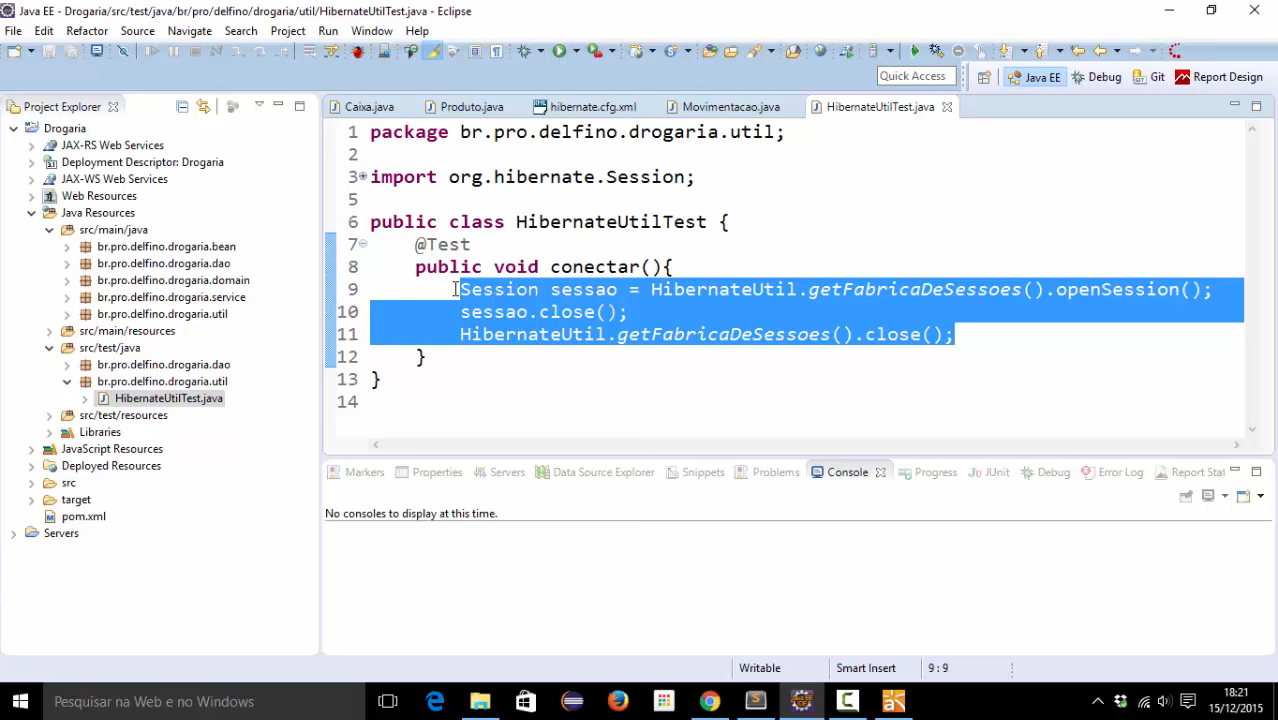 Java EE - Drogaria/src/test/java/br/pro/delfino/drogaria/util/HibernateUtilTest.java - Eclipse
File Edit Refactor Source Navigate Search Project Run Window Help
Quick Access
Java EE Debug Git Report Design
Project Explorer
Drogaria
JAX-RS Web Services
Deployment Descriptor: Drogaria
JAX-WS Web Services
Web Resources
Java Resources
src/main/java
br.pro.delfino.drogaria.bean
br.pro.delfino.drogaria.dao
br.pro.delfino.drogaria.domain
br.pro.delfino.drogaria.service
br.pro.delfino.drogaria.util
src/main/resources
src/test/java
br.pro.delfino.drogaria.dao
br.pro.delfino.drogaria.util
HibernateUtilTest.java
src/test/resources
Libraries
JavaScript Resources
Deployed Resources
src
target
pom.xml
Servers
Caixa.java Produto.java hibernate.cfg.xml Movimentacao.java HibernateUtilTest.java
1 package br.pro.delfino.drogaria.util;
2
3 import org.hibernate.Session;
5
6 public class HibernateUtilTest {
7 @Test
8 public void conectar(){
9 Session sessao = HibernateUtil.getFabricaDeSessoes().openSession();
10 sessao.close();
11 HibernateUtil.getFabricaDeSessoes().close();
12 }
13 }
14
Markers Properties Servers Data Source Explorer Snippets Problems Console Progress JUnit Debug Error Log Report Stat
No consoles to display at this time.
Writable Smart Insert 9 : 9
Pesquisar na Web e no Windows
18:21
15/12/2015